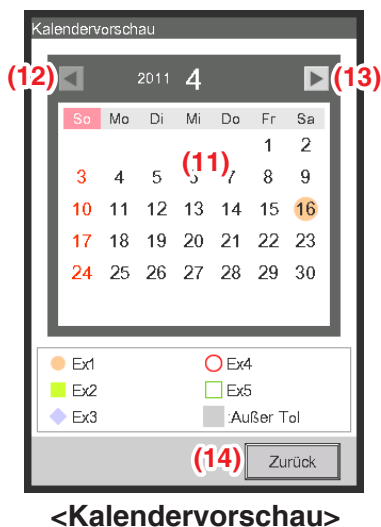 Kalendervorschau
(12) 2011 4 (13)
So Mo Di Mi Do Fr Sa
1 2
3 4 5 6 7 8 9
(11)
10 11 12 13 14 15 16
17 18 19 20 21 22 23
24 25 26 27 28 29 30
Ex1 Ex4
Ex2 Ex5
Ex3 :Außer Tol
(14) Zurück
<Kalendervorschau>